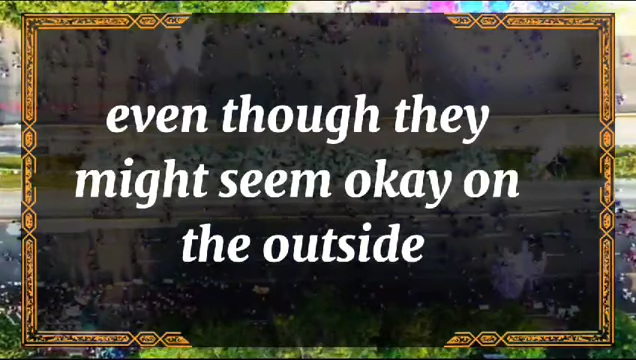 even though they
might seem okay on
the outside